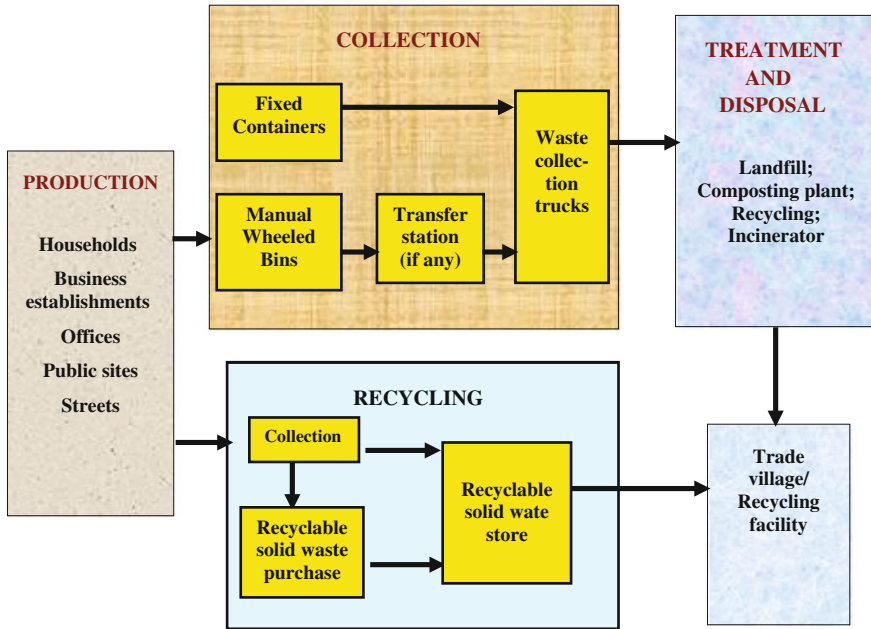 PRODUCTION
Households
Business
establishments
Offices
Public sites
Streets
COLLECTION
Fixed
Containers
Manual
Wheeled
Bins
Transfer
station
(if any)
Waste
collec-
tion
trucks
TREATMENT
AND
DISPOSAL
Landfill;
Composting plant;
Recycling;
Incinerator
RECYCLING
Collection
Recyclable
solid waste
purchase
Recyclable
solid wate
store
Trade
village/
Recycling
facility